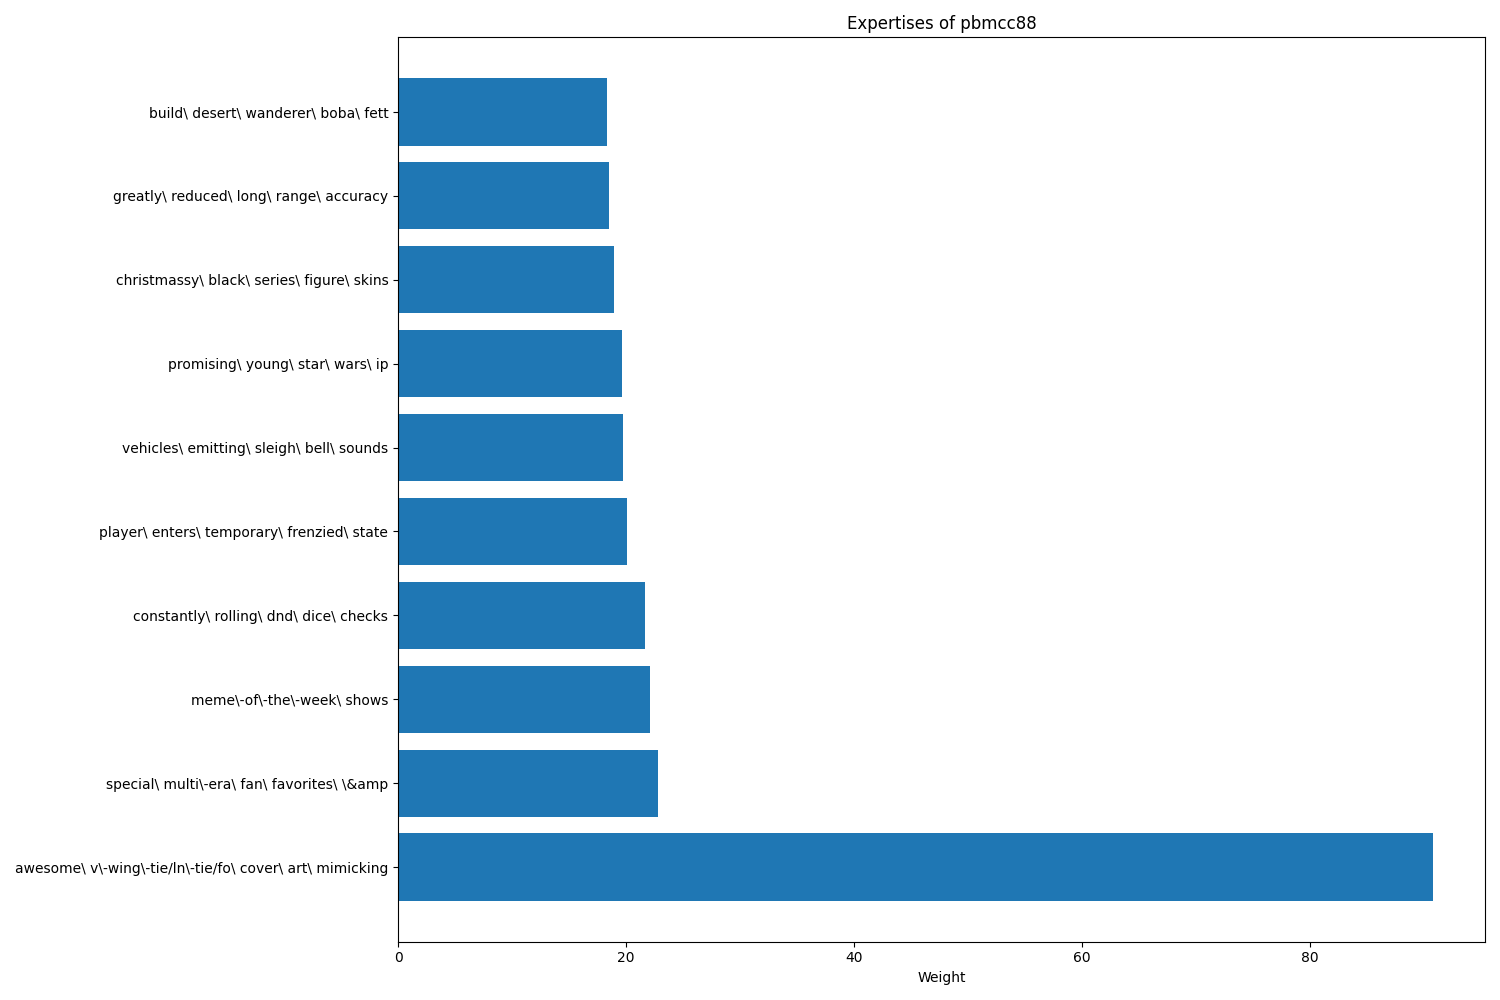 Expertises of pbmcc88
build\ desert\ wanderer\ boba\ fett
greatly\ reduced\ long\ range\ accuracy
christmassy\ black\ series\ figure\ skins
promising\ young\ star\ wars\ ip
vehicles\ emitting\ sleigh\ bell\ sounds
player\ enters\ temporary\ frenzied\ state
constantly\ rolling\ dnd\ dice\ checks
meme\-of\-the\-week\ shows
special\ multi\-era\ fan\ favorites\ \&amp
awesome\ v\-wing\-tie/ln\-tie/fo\ cover\ art\ mimicking
0 20 40 60 80
Weight